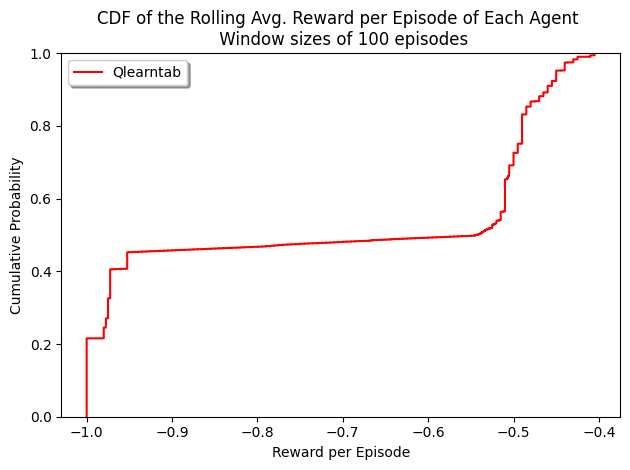 CDF of the Rolling Avg. Reward per Episode of Each Agent
Window sizes of 100 episodes
Qlearntab
1.0
0.8
0.6
0.4
0.2
0.0
Cumulative Probability
−1.0 −0.9 −0.8 −0.7 −0.6 −0.5 −0.4
Reward per Episode